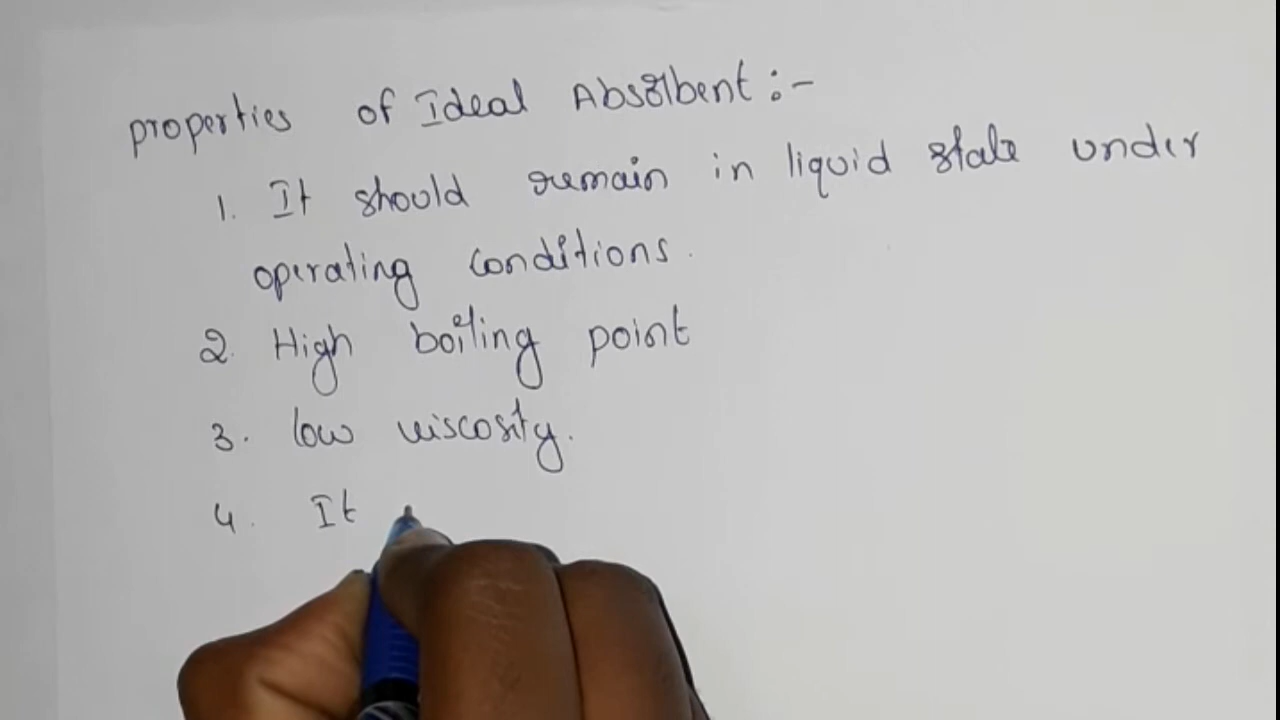 properties of Ideal Absorbent :-
1. It should remain in liquid state under
operating conditions.
2. High boiling point
3. low viscosity.
4. It